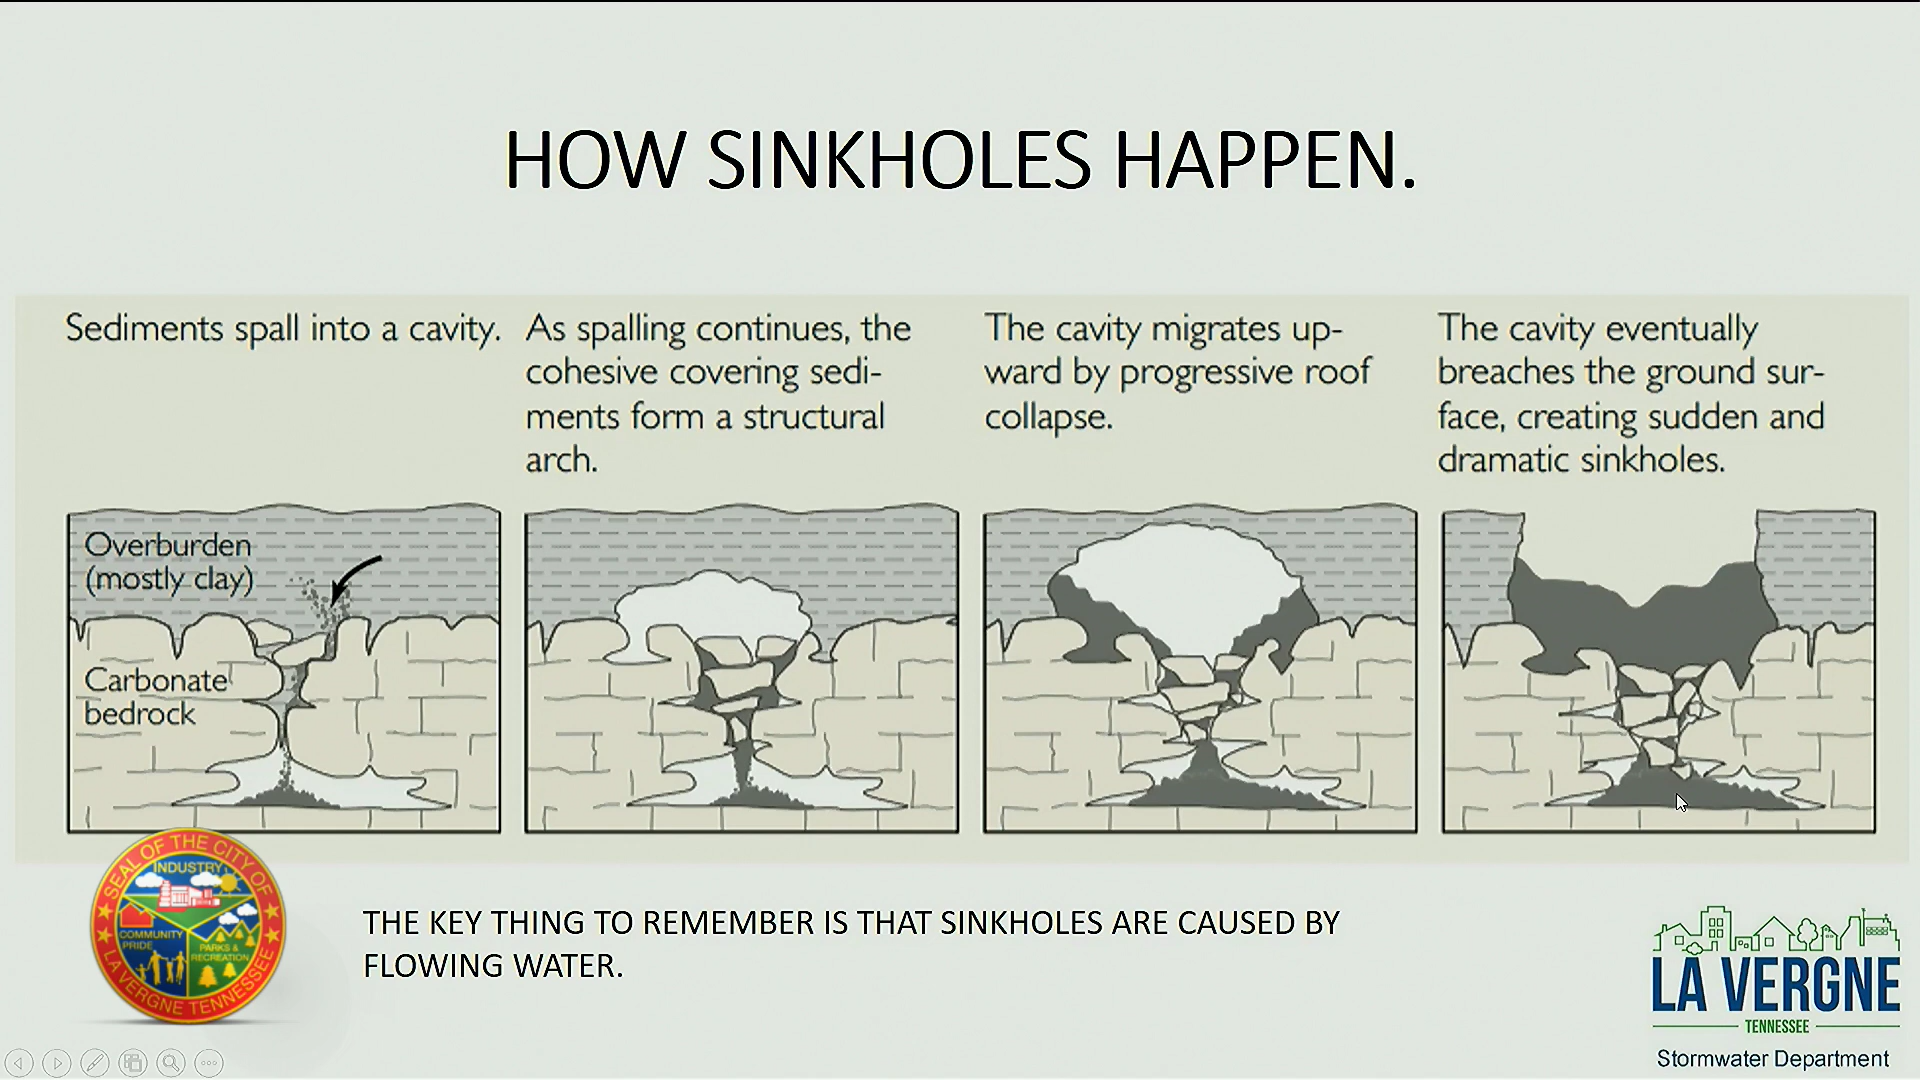 HOW SINKHOLES HAPPEN.
Sediments spall into a cavity.
As spalling continues, the
cohesive covering sedi-
ments form a structural
arch.
The cavity migrates up-
ward by progressive roof
collapse.
The cavity eventually
breaches the ground sur-
face, creating sudden and
dramatic sinkholes.
Overburden
(mostly clay)
Carbonate
bedrock
SEAL OF THE CITY OF
LA VERGNE TENNESSEE
INDUSTRY
COMMUNITY
PRIDE
PARKS &
RECREATION
THE KEY THING TO REMEMBER IS THAT SINKHOLES ARE CAUSED BY
FLOWING WATER.
LA VERGNE
TENNESSEE
Stormwater Department